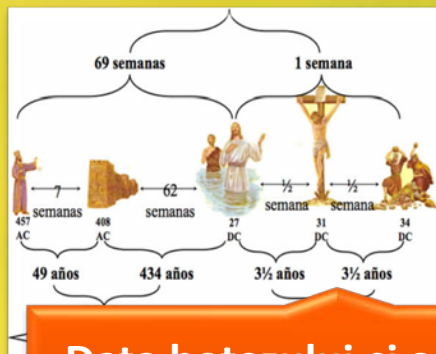 69 semanas 1 semana
7 semanas 62 semanas ½ semana ½ semana
457 AC 408 AC 27 DC 31 DC 34 DC
49 años 434 años 3½ años 3½ años